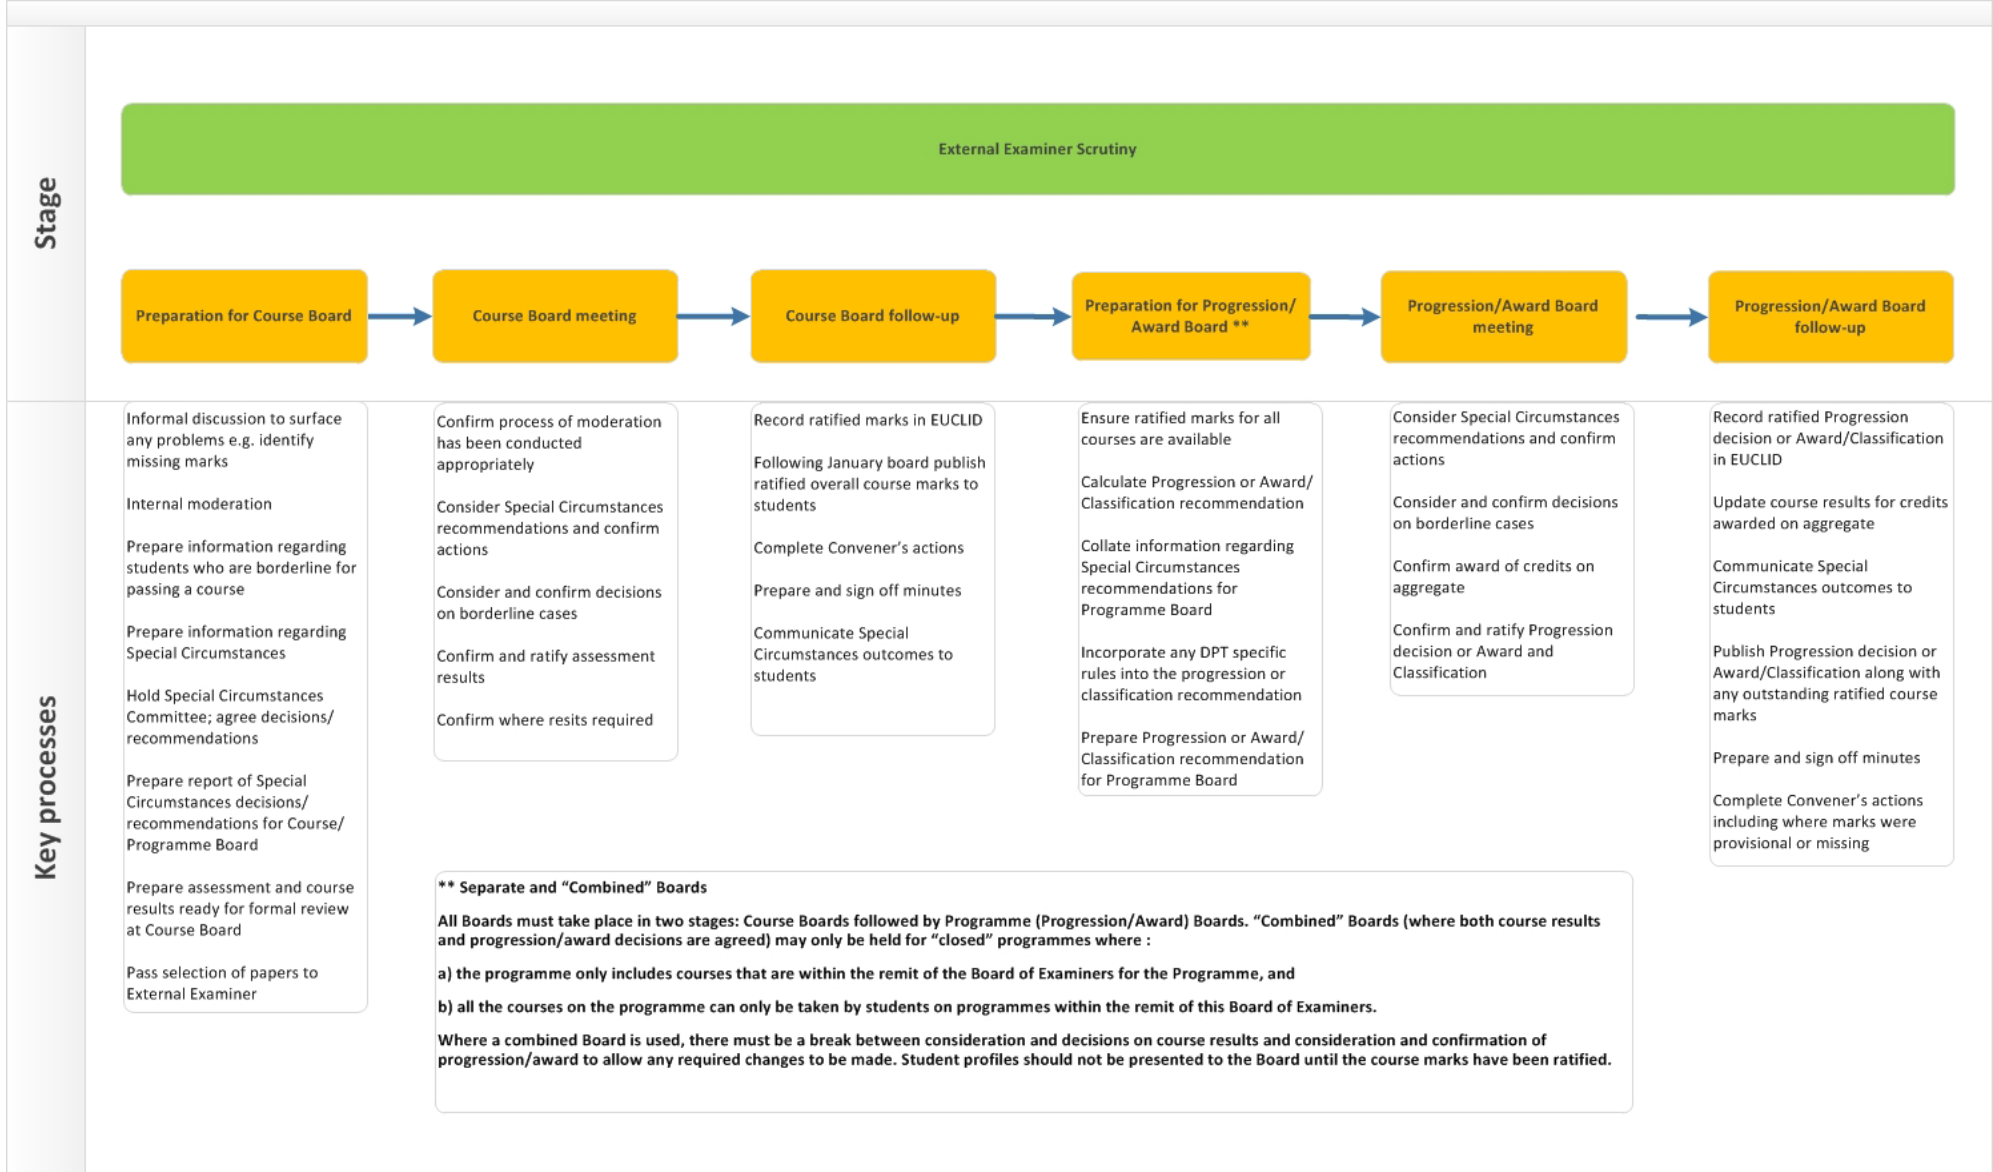 Stage
External Examiner Scrutiny
Preparation for Course Board
Course Board meeting
Course Board follow-up
Preparation for Progression/
Award Board **
Progression/Award Board
meeting
Progression/Award Board
follow-up
Key processes
Informal discussion to surface
any problems e.g. identify
missing marks
Internal moderation
Prepare information regarding
students who are borderline for
passing a course
Prepare information regarding
Special Circumstances
Hold Special Circumstances
Committee; agree decisions/
recommendations
Prepare report of Special
Circumstances decisions/
recommendations for Course/
Programme Board
Prepare assessment and course
results ready for formal review
at Course Board
Pass selection of papers to
External Examiner
Confirm process of moderation
has been conducted
appropriately
Consider Special Circumstances
recommendations and confirm
actions
Consider and confirm decisions
on borderline cases
Confirm and ratify assessment
results
Confirm where resits required
Record ratified marks in EUCLID
Following January board publish
ratified overall course marks to
students
Complete Convener’s actions
Prepare and sign off minutes
Communicate Special
Circumstances outcomes to
students
Ensure ratified marks for all
courses are available
Calculate Progression or Award/
Classification recommendation
Collate information regarding
Special Circumstances
recommendations for
Programme Board
Incorporate any DPT specific
rules into the progression or
classification recommendation
Prepare Progression or Award/
Classification recommendation
for Programme Board
Consider Special Circumstances
recommendations and confirm
actions
Consider and confirm decisions
on borderline cases
Confirm award of credits on
aggregate
Confirm and ratify Progression
decision or Award and
Classification
Record ratified Progression
decision or Award/Classification
in EUCLID
Update course results for credits
awarded on aggregate
Communicate Special
Circumstances outcomes to
students
Publish Progression decision or
Award/Classification along with
any outstanding ratified course
marks
Prepare and sign off minutes
Complete Convener’s actions
including where marks were
provisional or missing
** Separate and “Combined” Boards
All Boards must take place in two stages: Course Boards followed by Programme (Progression/Award) Boards. “Combined” Boards (where both course results
and progression/award decisions are agreed) may only be held for “closed” programmes where :
a) the programme only includes courses that are within the remit of the Board of Examiners for the Programme, and
b) all the courses on the programme can only be taken by students on programmes within the remit of this Board of Examiners.
Where a combined Board is used, there must be a break between consideration and decisions on course results and consideration and confirmation of
progression/award to allow any required changes to be made. Student profiles should not be presented to the Board until the course marks have been ratified.